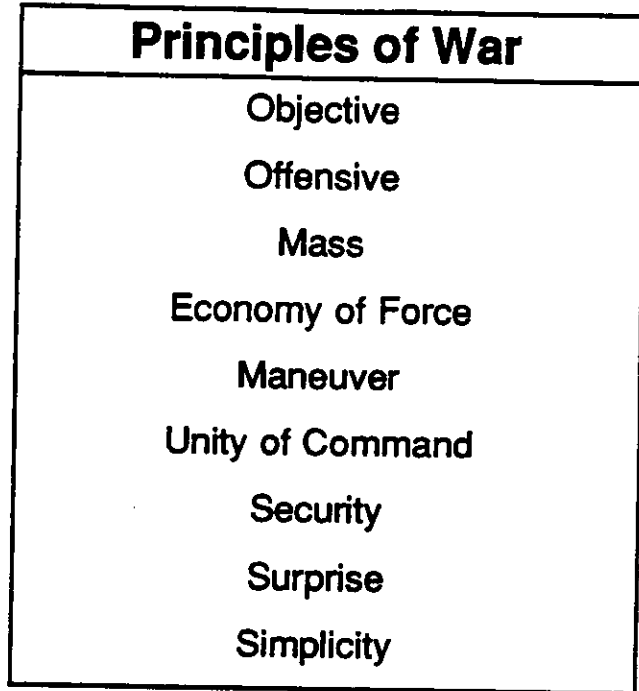 Principles of War
Objective
Offensive
Mass
Economy of Force
Maneuver
Unity of Command
Security
Surprise
Simplicity